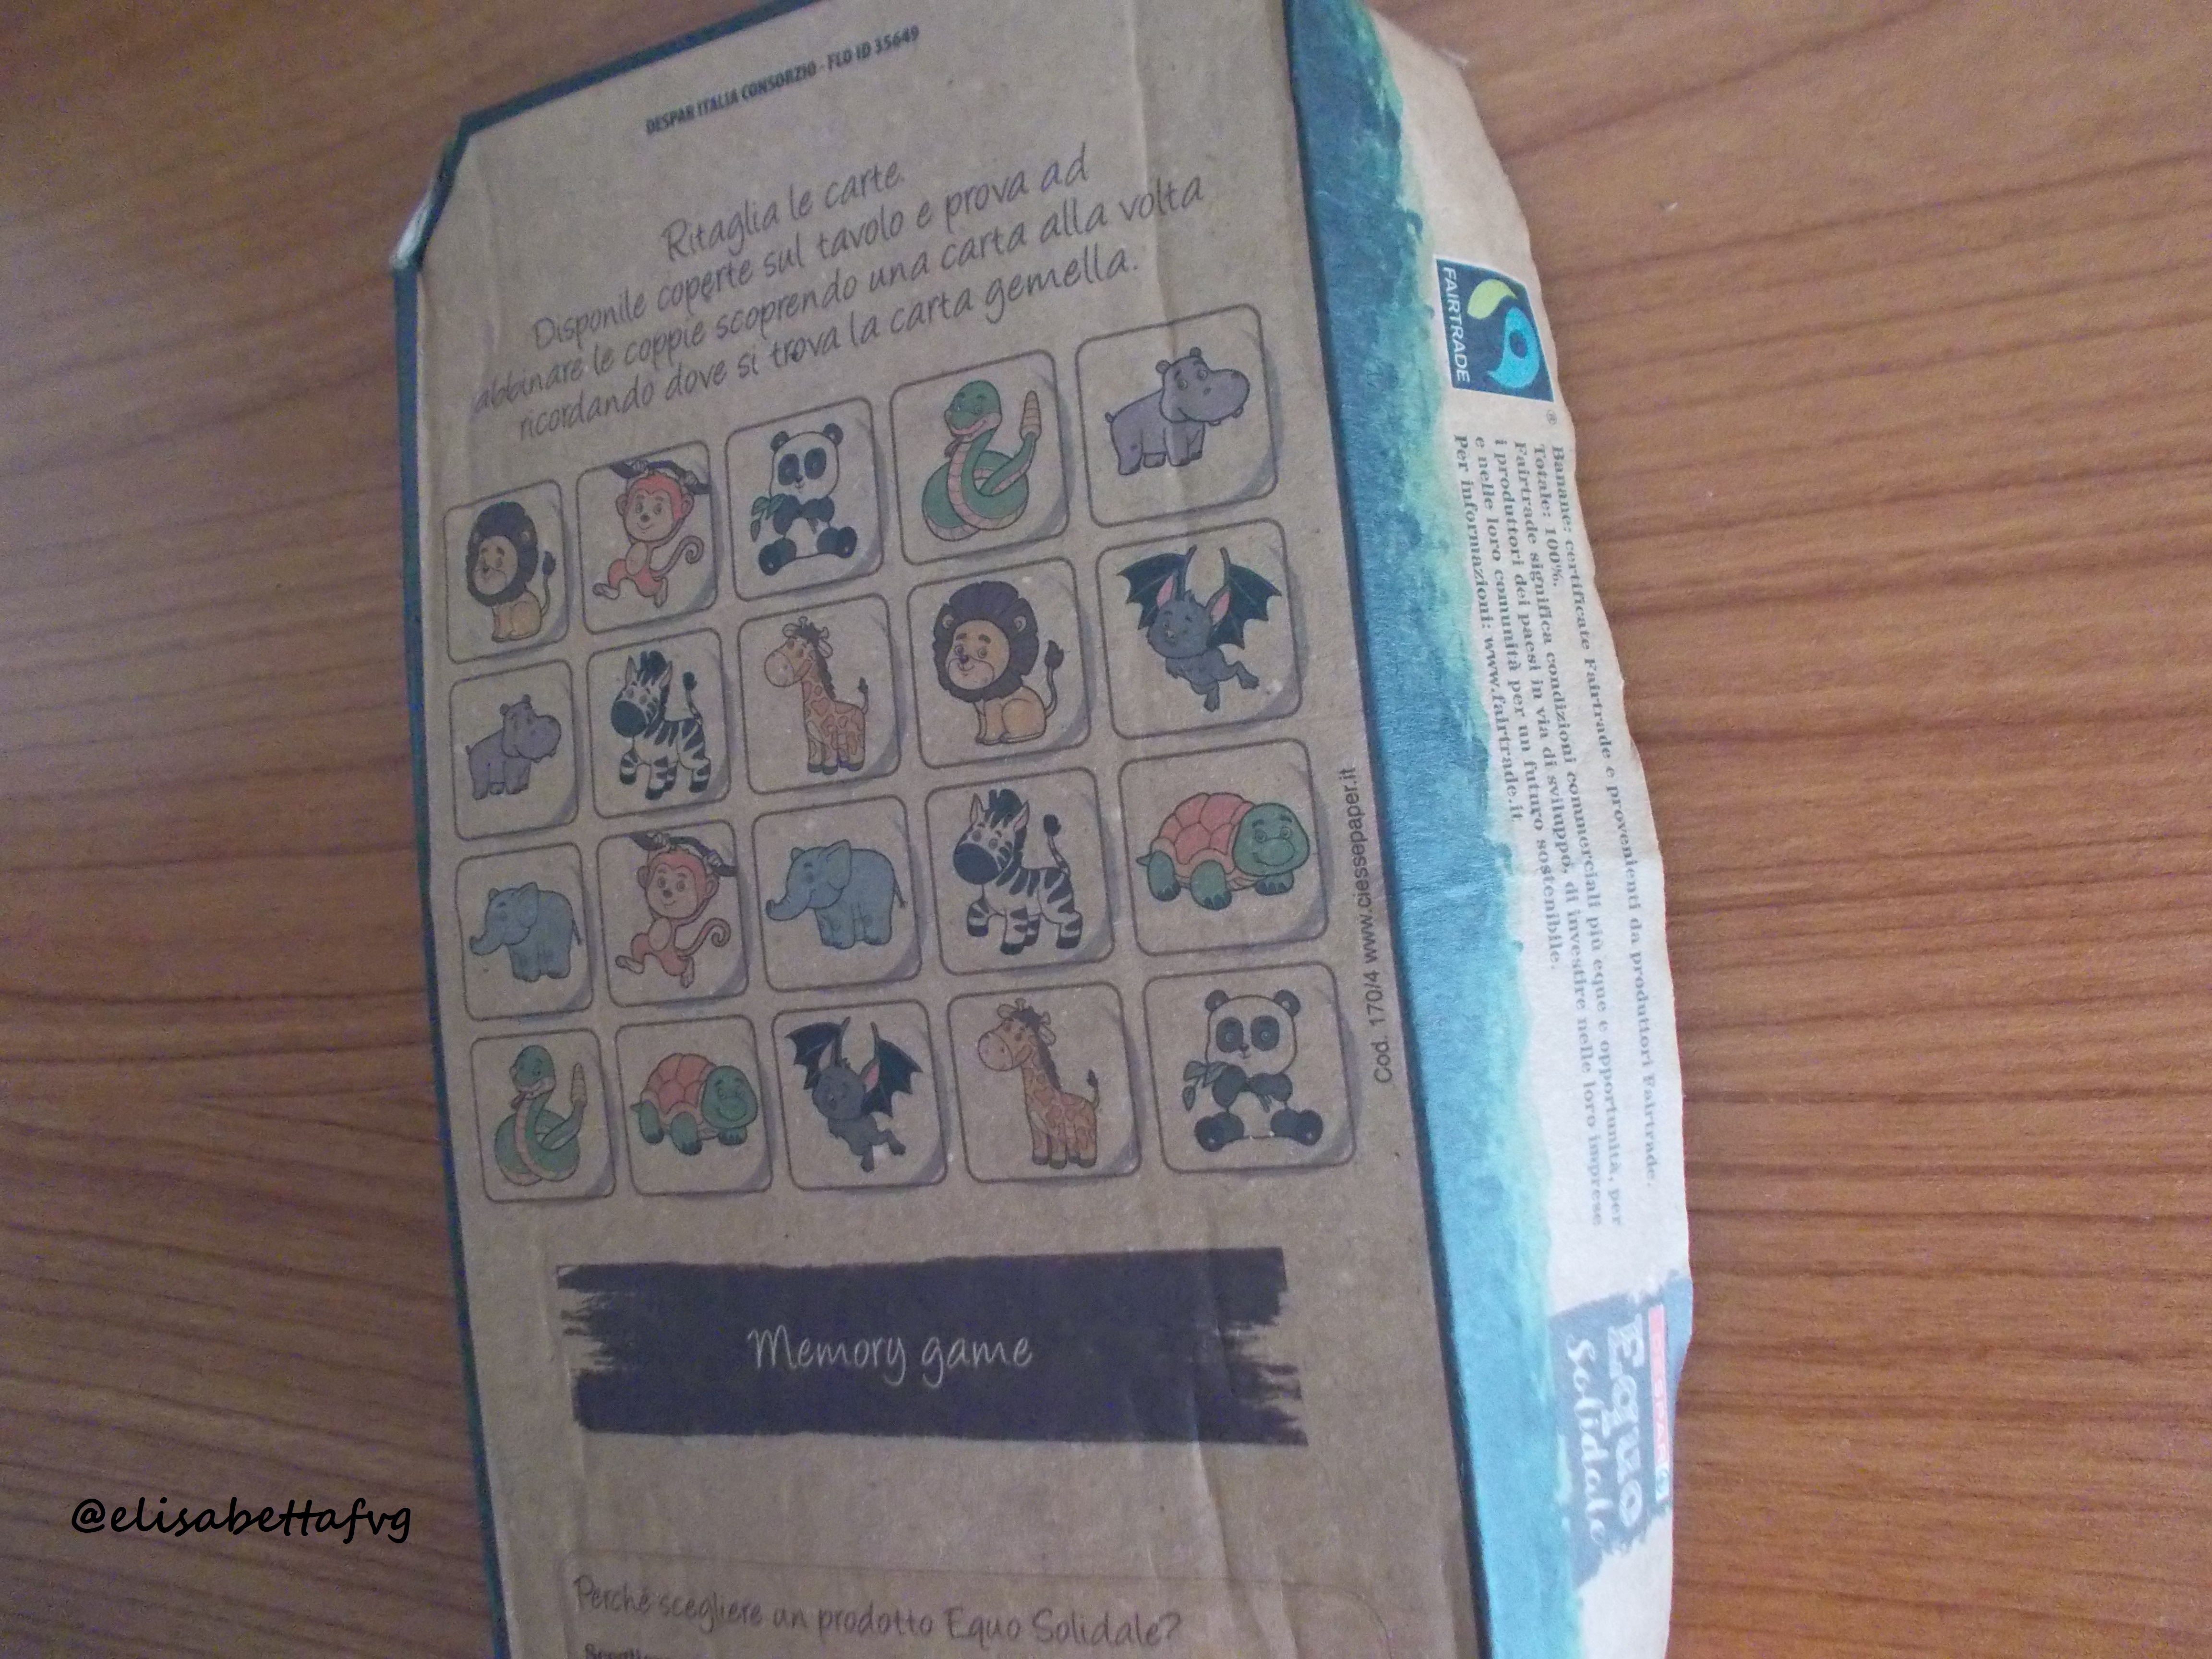 DESPAR ITALIA CONSORZIO - FLO ID 35649
Ritaglia le carte.
Disponile coperte sul tavolo e prova ad
abbinare le coppie scoprendo una carta alla volta
ricordando dove si trova la carta gemella.
Cod. 170/4 www.ciessepaper.it
Memory game
Perché scegliere un prodotto Equo Solidale?
FAIRTRADE
®
Banane: certificate Fairtrade e provenienti da produttori Fairtrade.
Totale: 100%.
Fairtrade significa condizioni commerciali più eque e opportunità, per
i produttori dei paesi in via di sviluppo, di investire nelle loro imprese
e nelle loro comunità per un futuro sostenibile.
Per informazioni: www.fairtrade.it
DESPAR
Equo
Solidale
@elisabettafvg